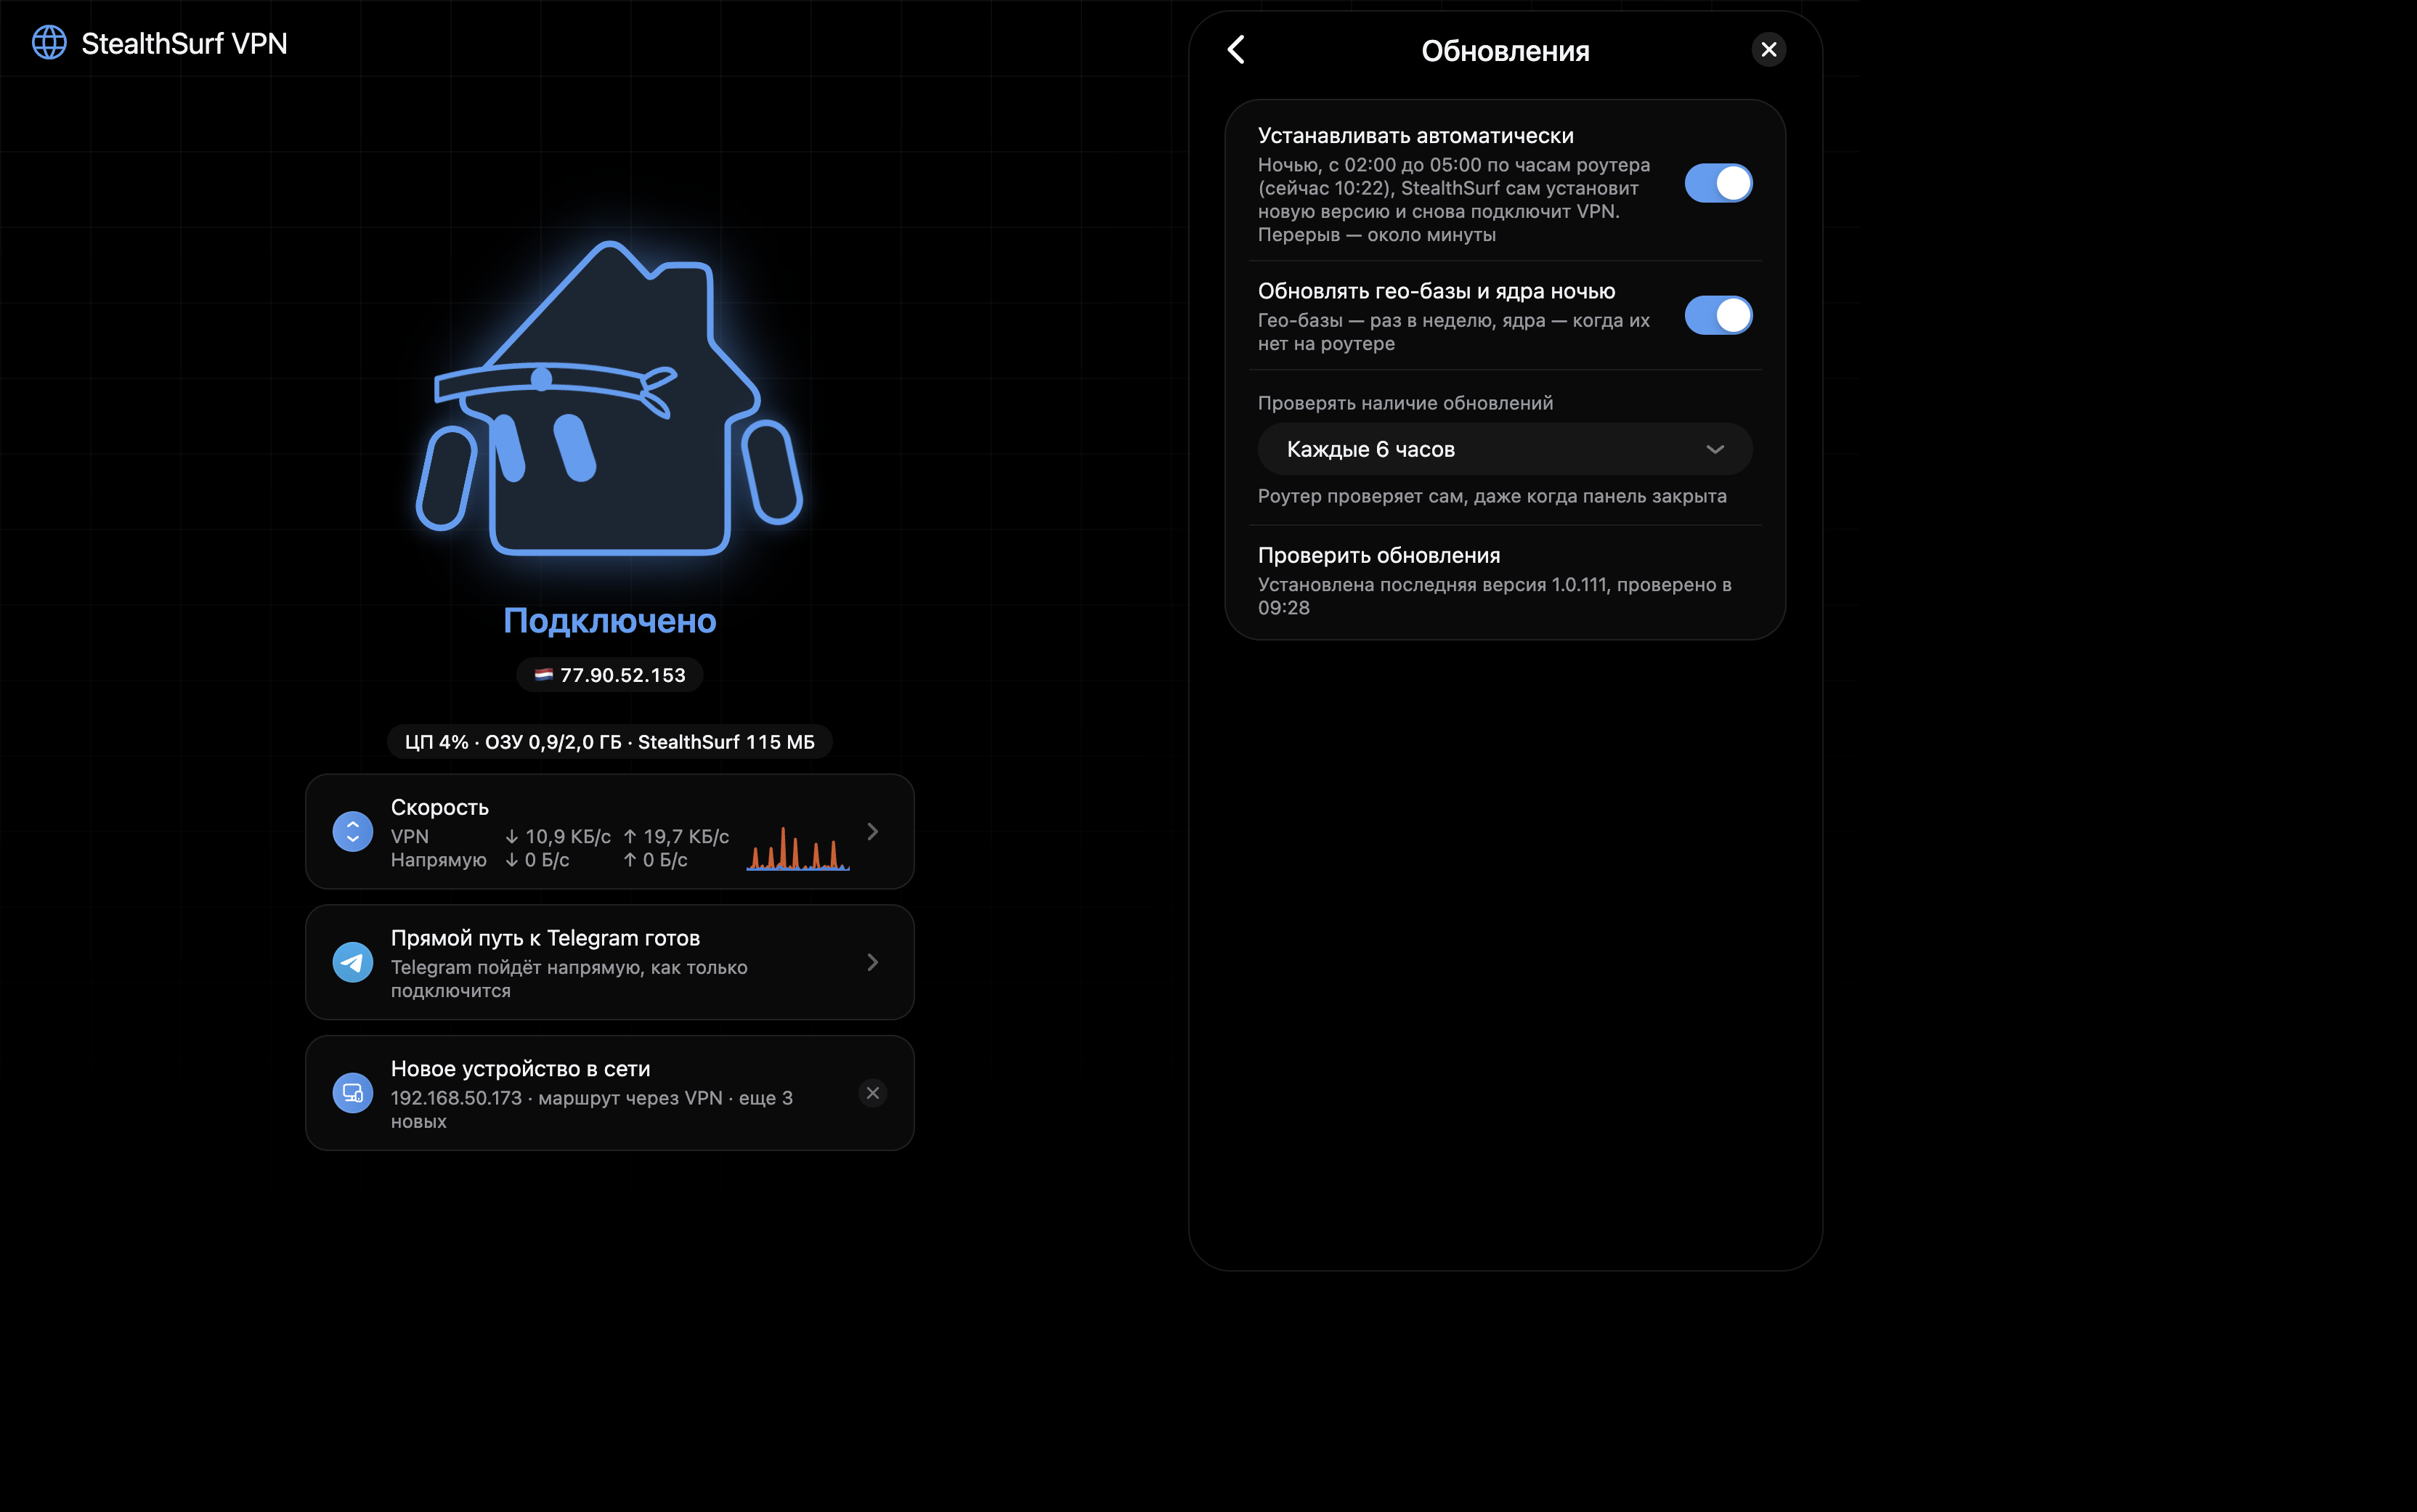 StealthSurf VPN
Подключено
77.90.52.153
ЦП 4% · ОЗУ 0,9/2,0 ГБ · StealthSurf 115 МБ
Скорость
VPN ↓ 10,9 КБ/с ↑ 19,7 КБ/с
Напрямую ↓ 0 Б/с ↑ 0 Б/с
Прямой путь к Telegram готов
Telegram пойдёт напрямую, как только
подключится
Новое устройство в сети
192.168.50.173 · маршрут через VPN · еще 3
новых
Обновления
Устанавливать автоматически
Ночью, с 02:00 до 05:00 по часам роутера
(сейчас 10:22), StealthSurf сам установит
новую версию и снова подключит VPN.
Перерыв — около минуты
Обновлять гео-базы и ядра ночью
Гео-базы — раз в неделю, ядра — когда их
нет на роутере
Проверять наличие обновлений
Каждые 6 часов
Роутер проверяет сам, даже когда панель закрыта
Проверить обновления
Установлена последняя версия 1.0.111, проверено в
09:28